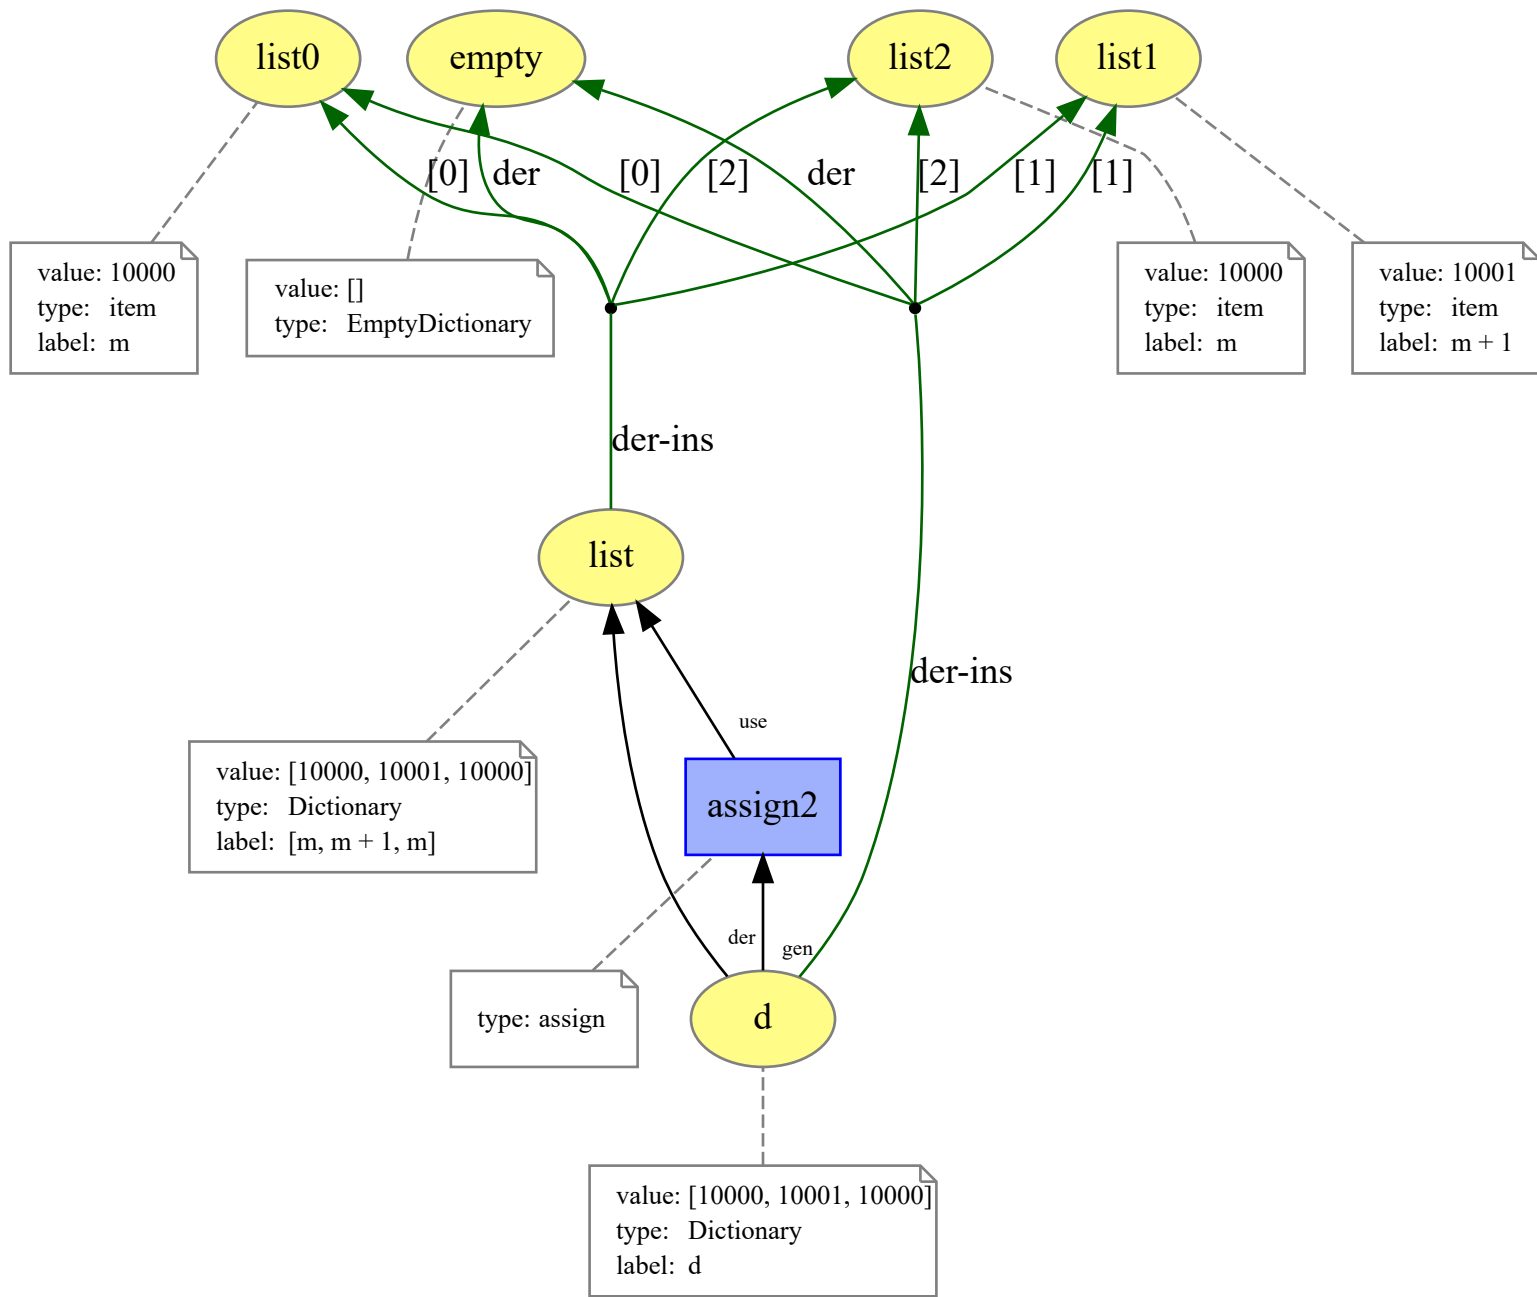 list0
empty
list2
list1
[0]
der
[0]
[2]
der
[2]
[1]
[1]
value: 10000
type: item
label: m
value: []
type: EmptyDictionary
value: 10000
type: item
label: m
value: 10001
type: item
label: m + 1
der-ins
list
der-ins
use
value: [10000, 10001, 10000]
type: Dictionary
label: [m, m + 1, m]
assign2
der
gen
type: assign
d
value: [10000, 10001, 10000]
type: Dictionary
label: d